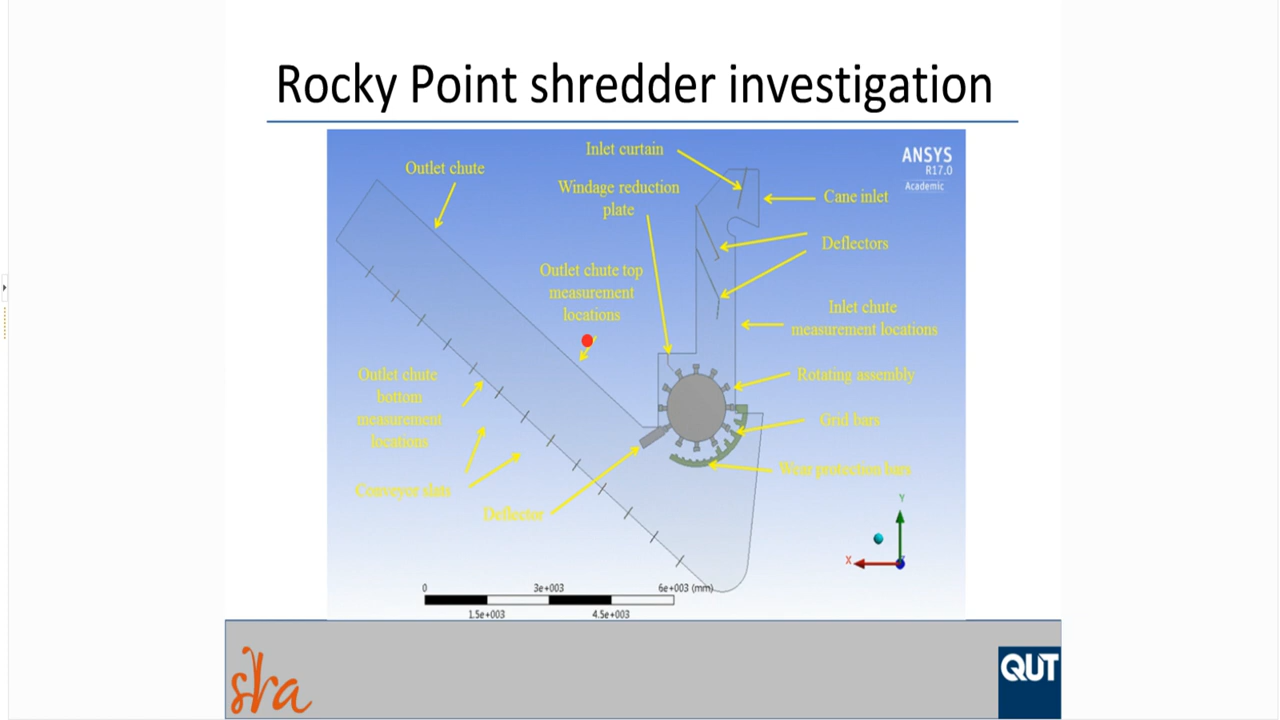 Rocky Point shredder investigation
Inlet curtain
Outlet chute
Windage reduction
plate
ANSYS
R17.0
Academic
Cane inlet
Deflectors
Outlet chute top
measurement
locations
Inlet chute
measurement locations
Outlet chute
bottom
measurement
locations
Rotating assembly
Grid bars
Wear protection bars
Conveyor slats
Deflector
Y
X
0
3e+003
6e+003 (mm)
1.5e+003
4.5e+003
sra
QUT